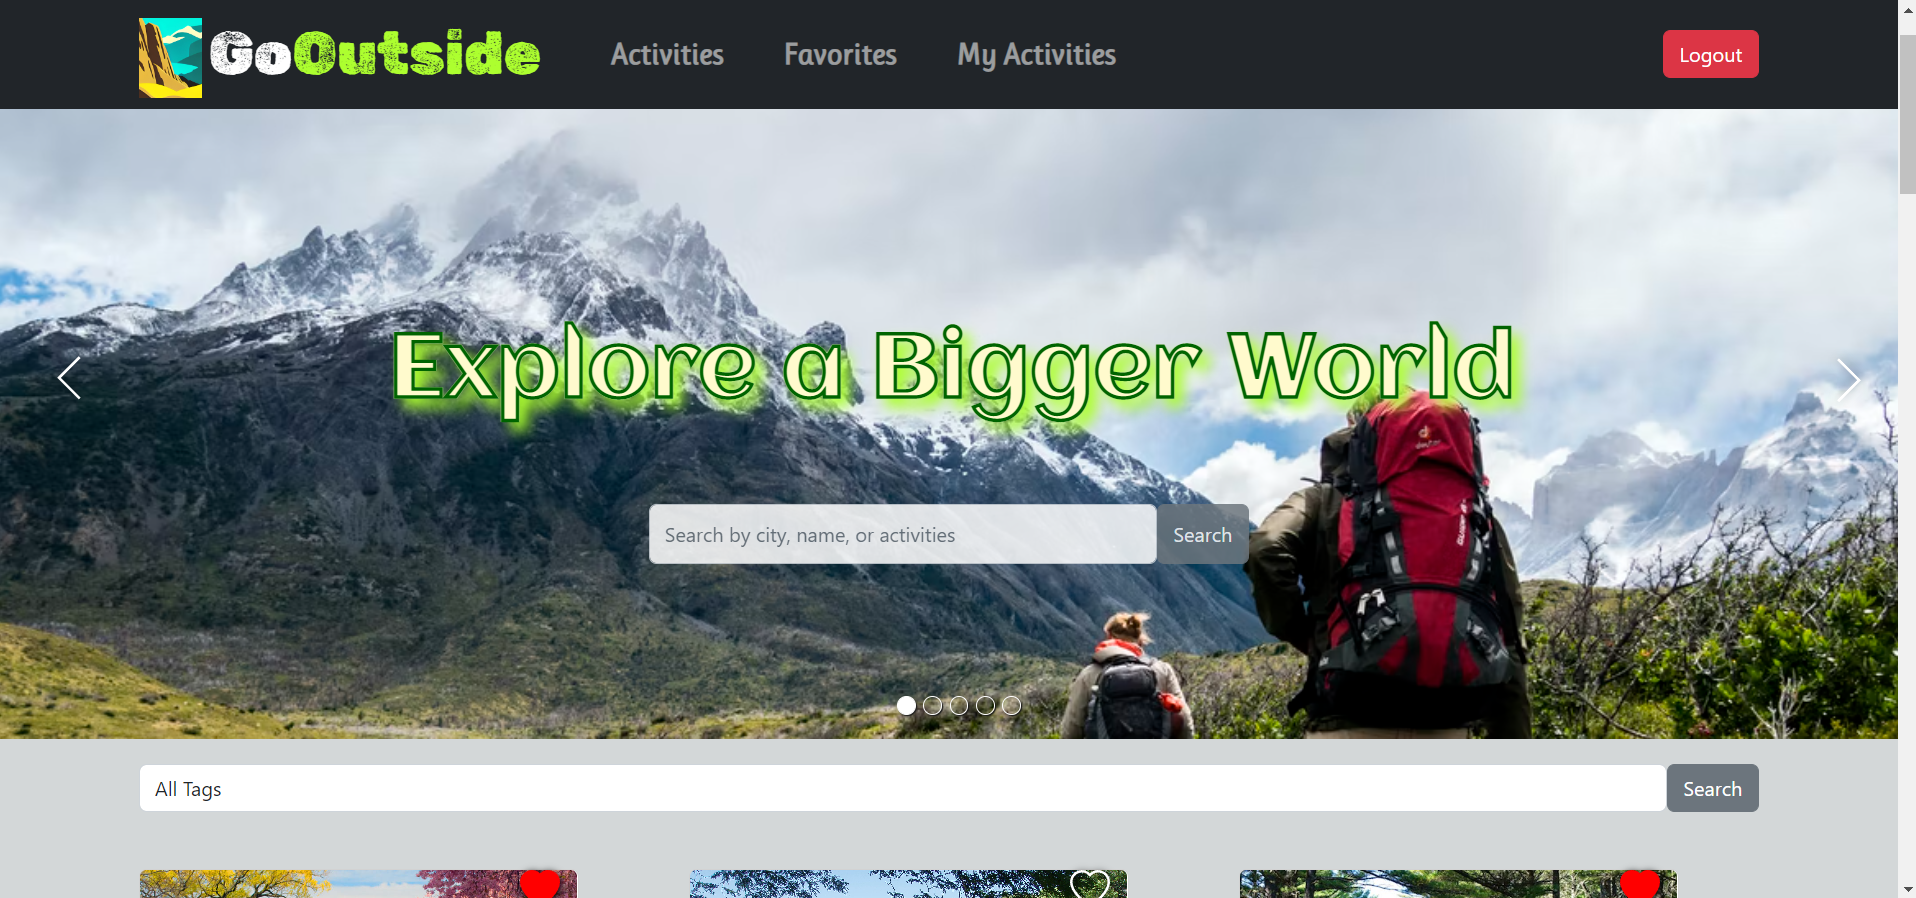 GoOutside
Activities
Favorites
My Activities
Logout
Explore a Bigger World
Search by city, name, or activities
Search
All Tags
Search